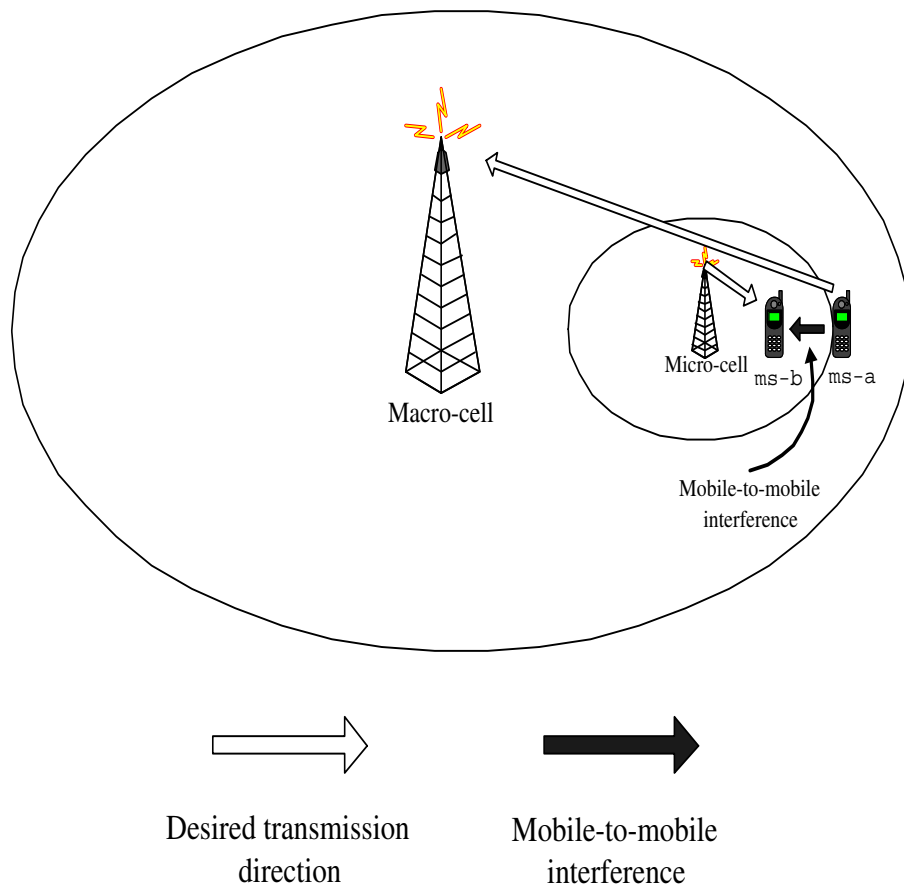 Macro-cell
Micro-cell
ms-b
ms-a
Mobile-to-mobile
interference
Desired transmission
direction
Mobile-to-mobile
interference